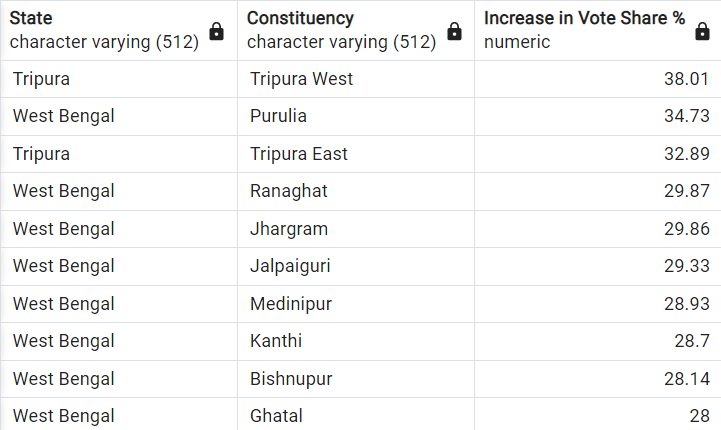 State Constituency Increase in Vote Share %
character varying (512) character varying (512) numeric
Tripura Tripura West 38.01
West Bengal Purulia 34.73
Tripura Tripura East 32.89
West Bengal Ranaghat 29.87
West Bengal Jhargram 29.86
West Bengal Jalpaiguri 29.33
West Bengal Medinipur 28.93
West Bengal Kanthi 28.7
West Bengal Bishnupur 28.14
West Bengal Ghatal 28